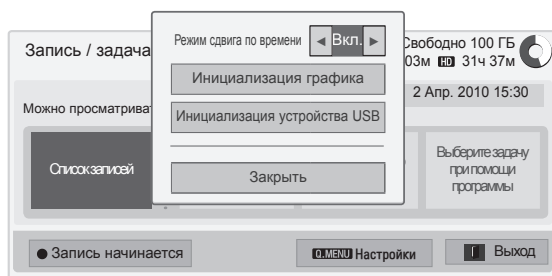 Запись / задача
Режим сдвига по времени ◀ Вкл. ▶
Свободно 100 ГБ
03м HD 31ч 37м
Инициализация графика
2 Апр. 2010 15:30
Можно просматрива
Инициализация устройства USB
Список записей
Закрыть
Выберите задачу
при помощи
программы
● Запись начинается
Q.MENU Настройки
Выход